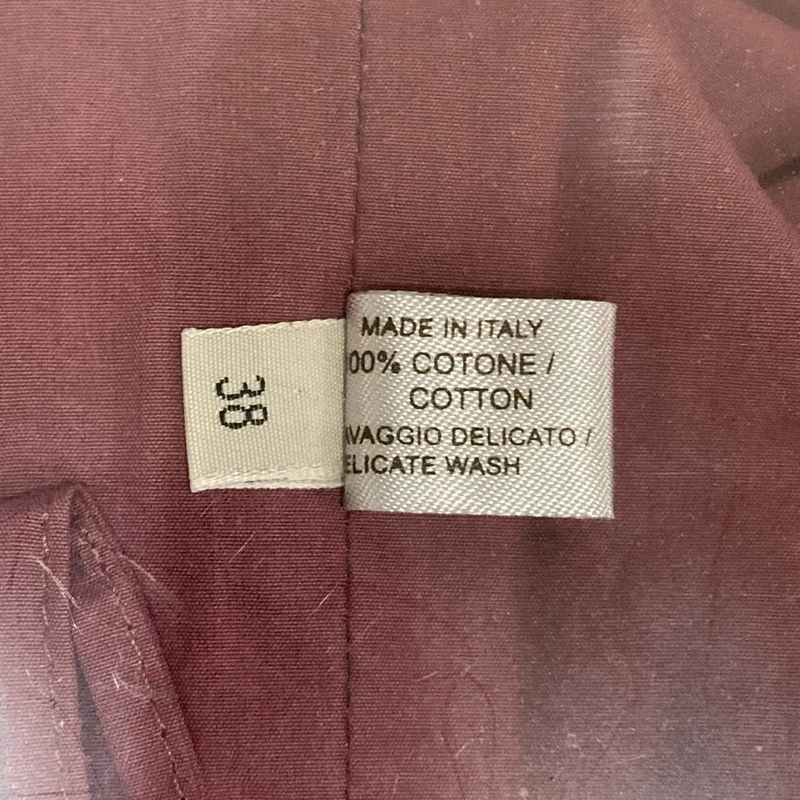 38
MADE IN ITALY
00% COTONE /
COTTON
AVAGGIO DELICATO /
ELICATE WASH